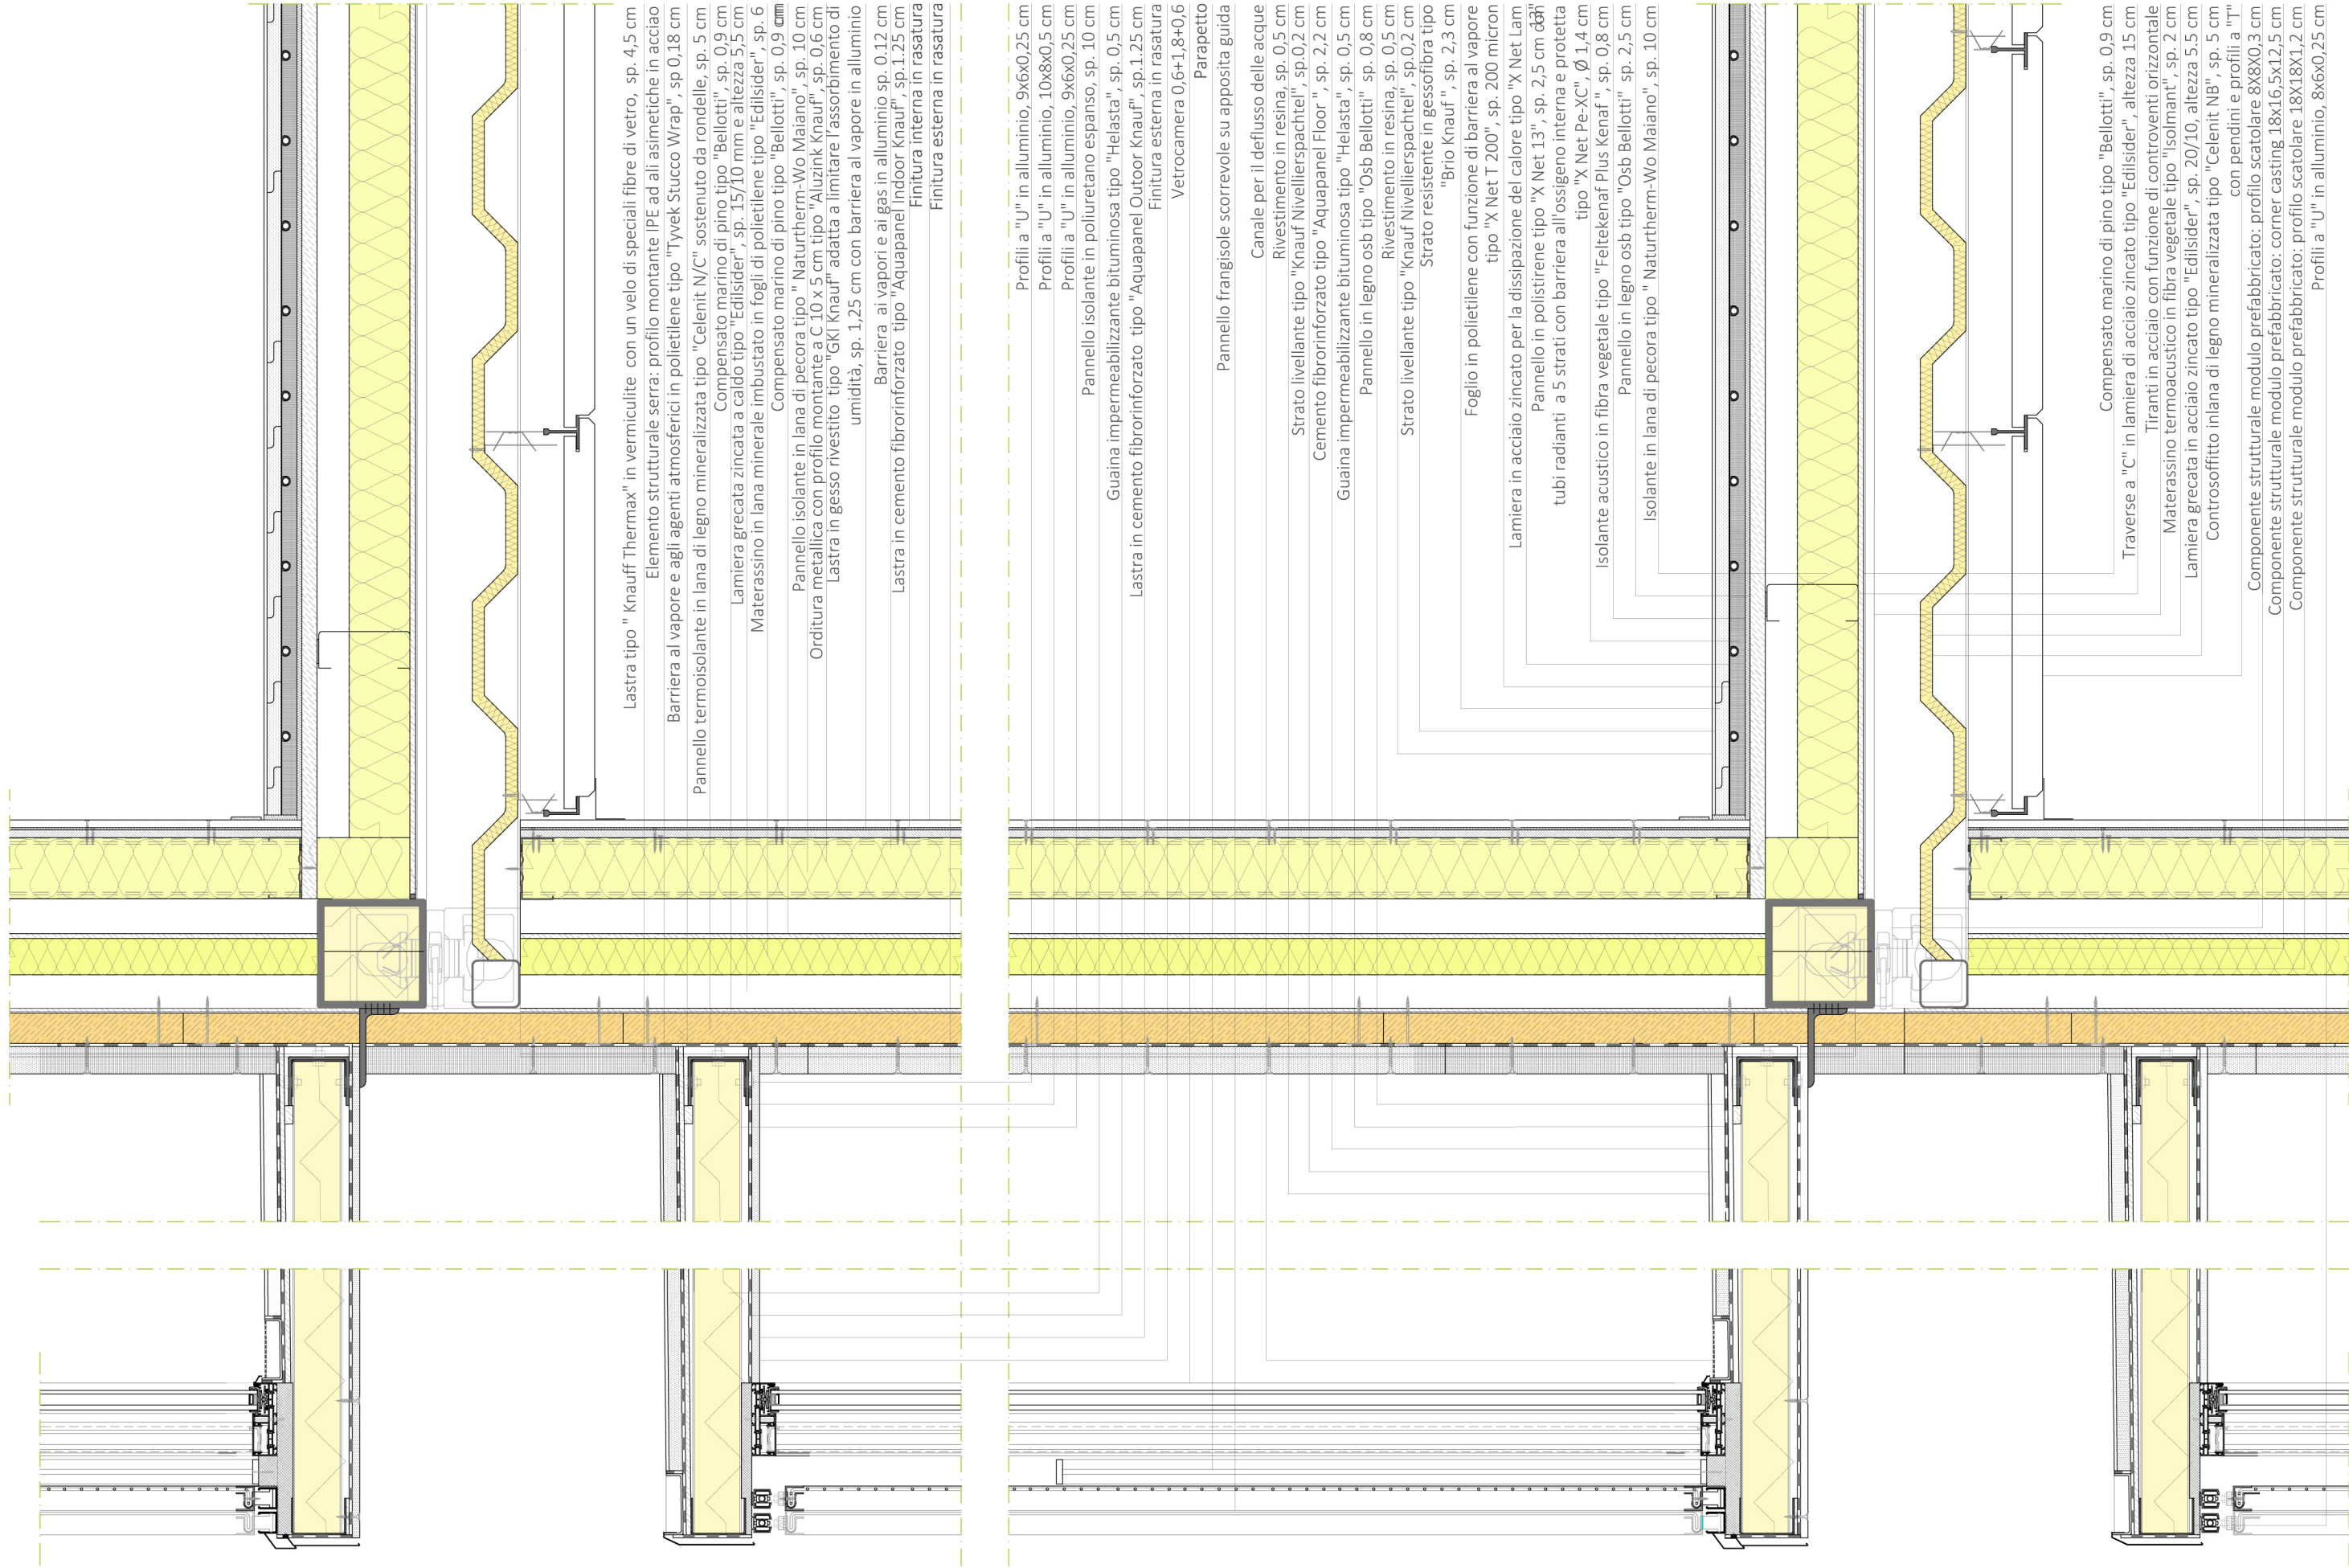 Lastra tipo " Knauff Thermax" in vermiculite con un velo di speciali fibre di vetro, sp. 4,5 cm
Elemento strutturale serra: profilo montante IPE ad ali asimetiche in acciao
Barriera al vapore e agli agenti atmosferici in polietilene tipo "Tyvek Stucco Wrap", sp 0,18 cm
Pannello termoisolante in lana di legno mineralizzata tipo "Celenit N/C" sostenuto da rondelle, sp. 5 cm
Compensato marino di pino tipo "Bellotti", sp. 0,9 cm
Lamiera grecata zincata a caldo tipo "Edilsider", sp. 15/10 mm e altezza 5,5 cm
Materassino in lana minerale imbustato in fogli di polietilene tipo "Edilsider", sp. 6
Compensato marino di pino tipo "Bellotti", sp. 0,9 cm
Pannello isolante in lana di pecora tipo " Naturtherm-Wo Maiano", sp. 10 cm
Orditura metallica con profilo montante a C 10 x 5 cm tipo "Aluzink Knauf", sp. 0,6 cm
Lastra in gesso rivestito tipo "GKI Knauf" adatta a limitare l'assorbimento di
umidità, sp. 1,25 cm con barriera al vapore in alluminio
Barriera ai vapori e ai gas in alluminio sp. 0.12 cm
Lastra in cemento fibrorinforzato tipo "Aquapanel Indoor Knauf", sp.1.25 cm
Finitura interna in rasatura
Finitura esterna in rasatura
Profili a "U" in alluminio, 9x6x0,25 cm
Profili a "U" in alluminio, 10x8x0,5 cm
Profili a "U" in alluminio, 9x6x0,25 cm
Pannello isolante in poliuretano espanso, sp. 10 cm
Guaina impermeabilizzante bituminosa tipo "Helasta", sp. 0,5 cm
Lastra in cemento fibrorinforzato tipo "Aquapanel Outoor Knauf", sp.1.25 cm
Finitura esterna in rasatura
Vetrocamera 0,6+1,8+0,6
Parapetto
Pannello frangisole scorrevole su apposita guida
Canale per il deflusso delle acque
Rivestimento in resina, sp. 0,5 cm
Strato livellante tipo "Knauf Nivellierspachtel", sp.0,2 cm
Cemento fibrorinforzato tipo "Aquapanel Floor ", sp. 2,2 cm
Guaina impermeabilizzante bituminosa tipo "Helasta", sp. 0,5 cm
Pannello in legno osb tipo "Osb Bellotti", sp. 0,8 cm
Rivestimento in resina, sp. 0,5 cm
Strato livellante tipo "Knauf Nivellierspachtel", sp.0,2 cm
Strato resistente in gessofibra tipo
"Brio Knauf ", sp. 2,3 cm
Foglio in polietilene con funzione di barriera al vapore
tipo "X Net T 200", sp. 200 micron
Lamiera in acciaio zincato per la dissipazione del calore tipo "X Net Lam
Pannello in polistirene tipo "X Net 13", sp. 2,5 cm con
13"
tubi radianti a 5 strati con barriera all'ossigeno interna e protetta
tipo "X Net Pe-XC", Ø 1,4 cm
Isolante acustico in fibra vegetale tipo "Feltekenaf Plus Kenaf ", sp. 0,8 cm
Pannello in legno osb tipo "Osb Bellotti" sp. 2,5 cm
Isolante in lana di pecora tipo " Naturtherm-Wo Maiano", sp. 10 cm
Compensato marino di pino tipo "Bellotti", sp. 0,9 cm
Traverse a "C" in lamiera di acciaio zincato tipo "Edilsider", altezza 15 cm
Tiranti in acciaio con funzione di controventi orizzontale
Materassino termoacustico in fibra vegetale tipo "Isolmant", sp. 2 cm
Lamiera grecata in acciaio zincato tipo "Edilsider", sp. 20/10, altezza 5.5 cm
Controsoffitto inlana di legno mineralizzata tipo "Celenit NB", sp. 5 cm
con pendini e profili a "T"
Componente strutturale modulo prefabbricato: profilo scatolare 8X8X0,3 cm
Componente strutturale modulo prefabbricato: corner casting 18x16,5x12,5 cm
Componente strutturale modulo prefabbricato: profilo scatolare 18X18X1,2 cm
Profili a "U" in alluminio, 8x6x0,25 cm